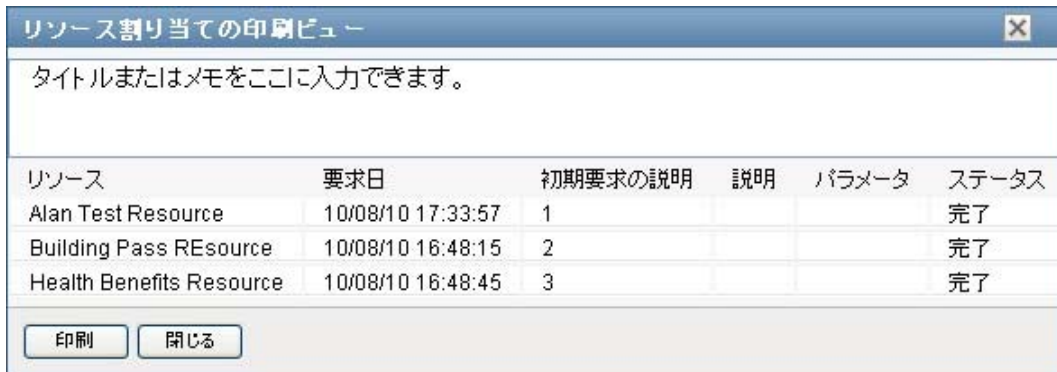 リソース割り当ての印刷ビュー
タイトルまたはメモをここに入力できます。
リソース 要求日 初期要求の説明 説明 パラメータ ステータス
Alan Test Resource 10/08/10 17:33:57 1 完了
Building Pass REsource 10/08/10 16:48:15 2 完了
Health Benefits Resource 10/08/10 16:48:45 3 完了
印刷 閉じる